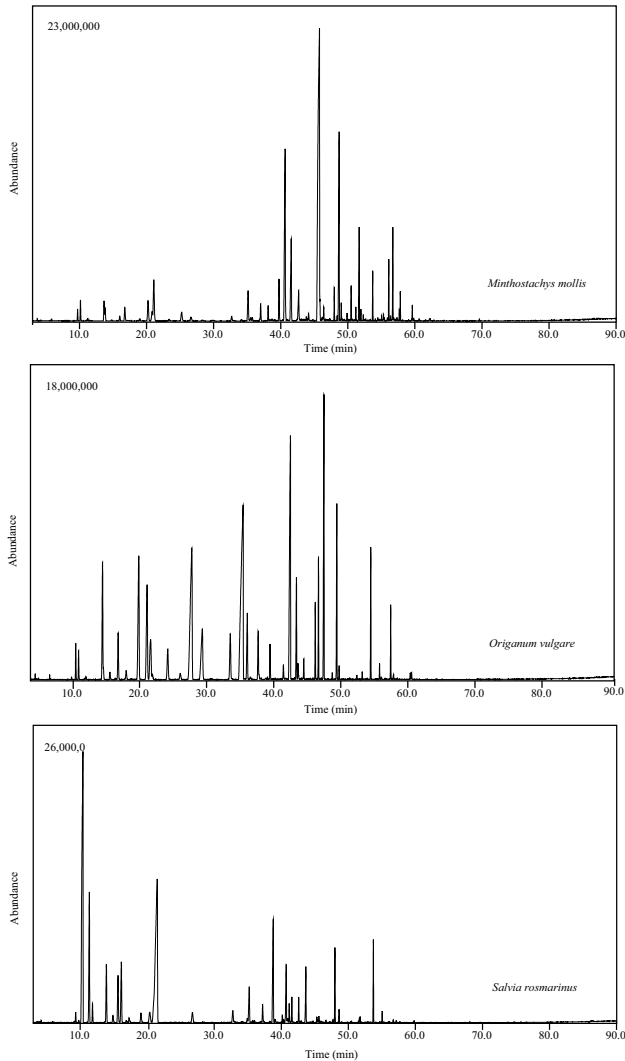 23,000,000
Abundance
Minthostachys mollis
10.0 20.0 30.0 40.0 50.0 60.0 70.0 80.0 90.0
Time (min)
18,000,000
Abundance
Origanum vulgare
10.0 20.0 30.0 40.0 50.0 60.0 70.0 80.0 90.0
Time (min)
26,000,0
Abundance
Salvia rosmarinus
10.0 20.0 30.0 40.0 50.0 60.0 70.0 80.0 90.0
Time (min)